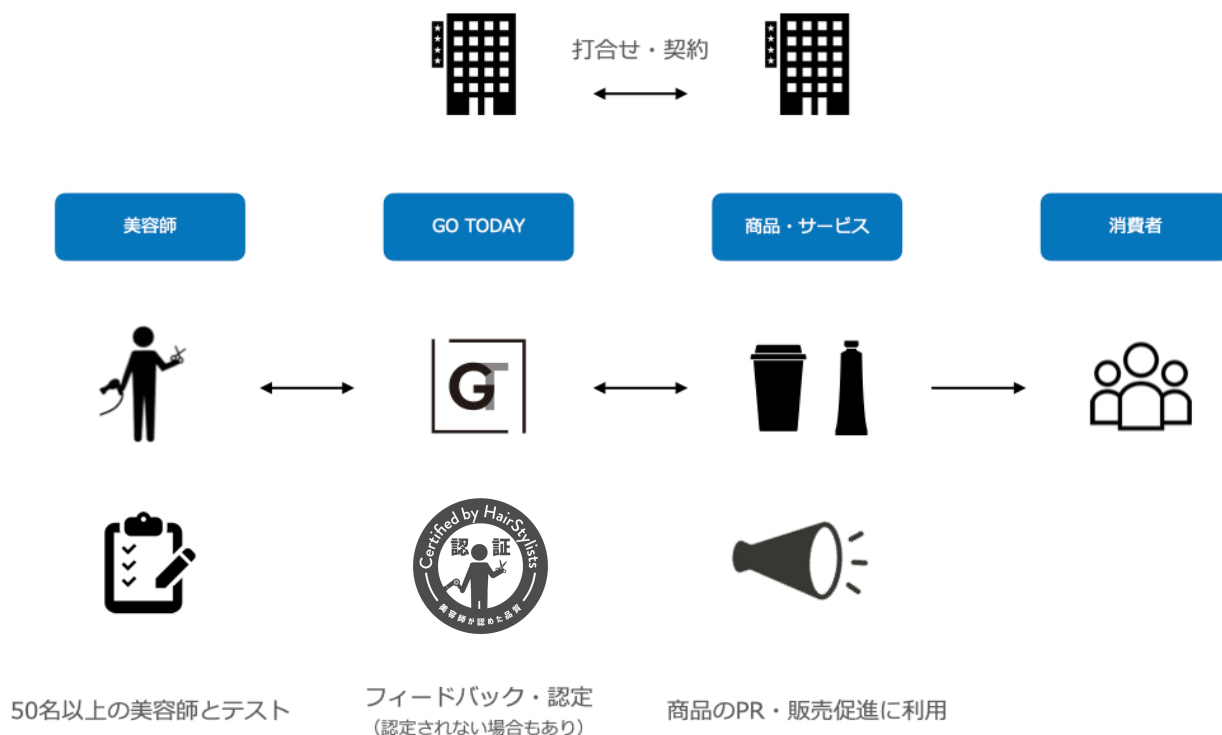 打合せ・契約
美容師
GO TODAY
商品・サービス
消費者
GT
Certified by HairStylists
認 証
美容師が認めた品質
50名以上の美容師とテスト
フィードバック・認定
（認定されない場合もあり）
商品のPR・販売促進に利用